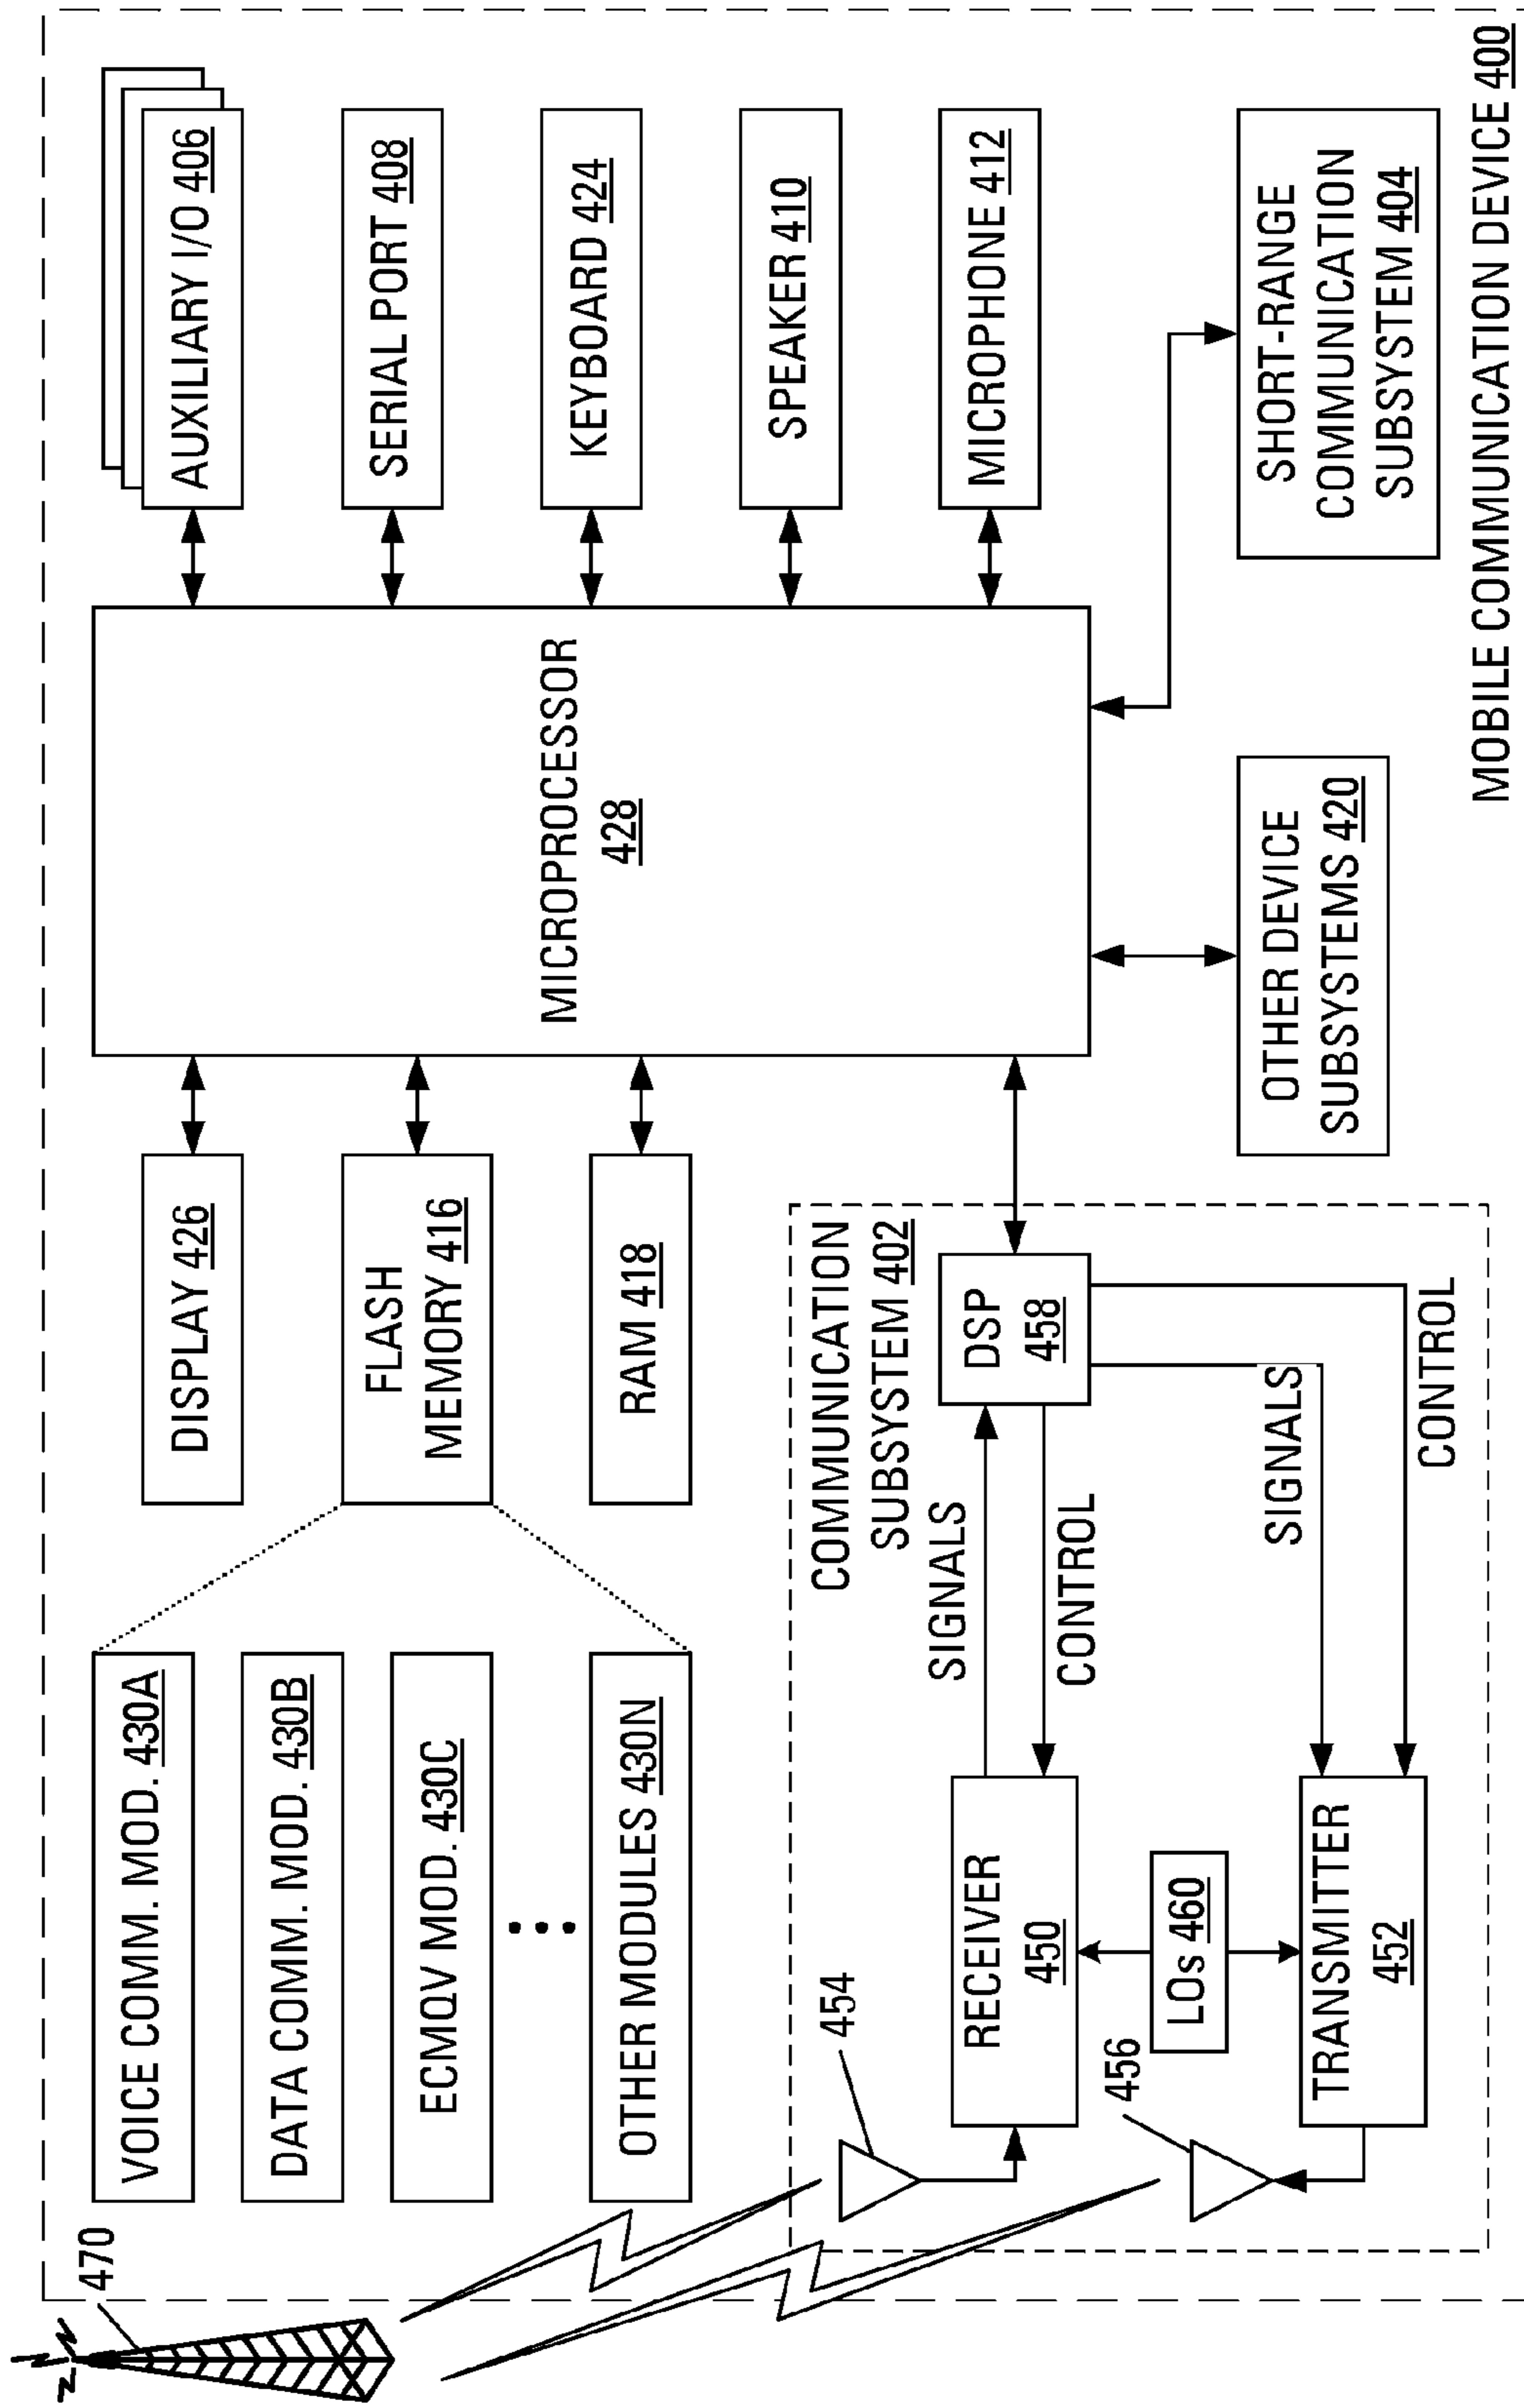 470
VOICE COMM. MOD. 430A
DATA COMM. MOD. 430B
ECMQV MOD. 430C
OTHER MODULES 430N
DISPLAY 426
FLASH
MEMORY 416
RAM 418
MICROPROCESSOR
428
AUXILIARY I/O 406
SERIAL PORT 408
KEYBOARD 424
SPEAKER 410
MICROPHONE 412
COMMUNICATION
SUBSYSTEM 402
454
RECEIVER
450
SIGNALS
CONTROL
DSP
458
456
LOs 460
TRANSMITTER
452
SIGNALS
CONTROL
OTHER DEVICE
SUBSYSTEMS 420
SHORT-RANGE
COMMUNICATION
SUBSYSTEM 404
MOBILE COMMUNICATION DEVICE 400